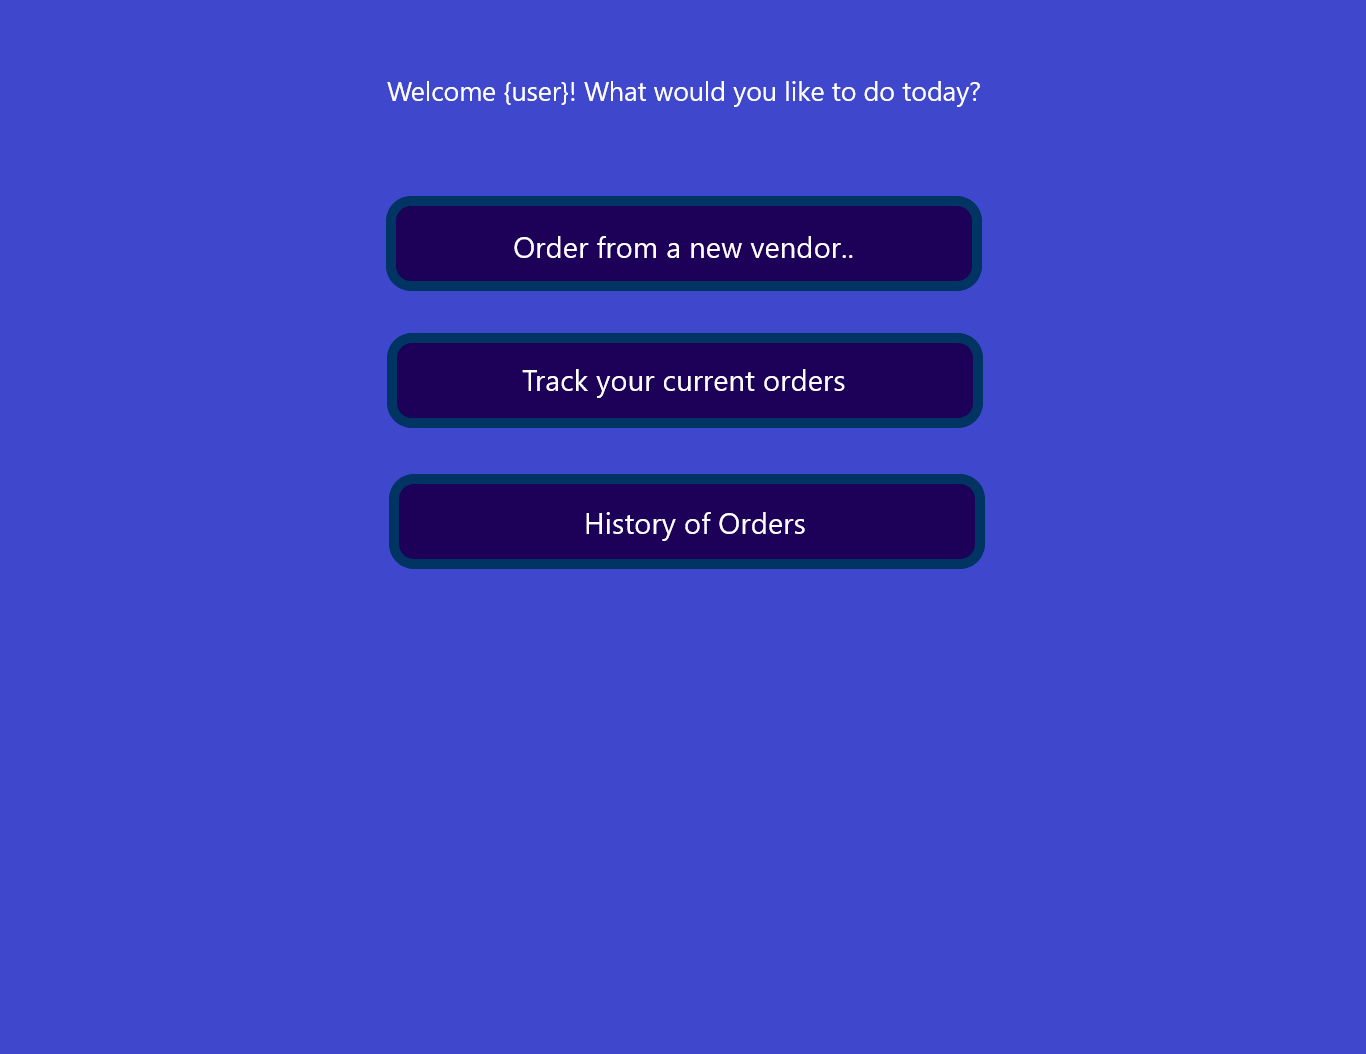 Welcome {user}! What would you like to do today?
Order from a new vendor..
Track your current orders
History of Orders